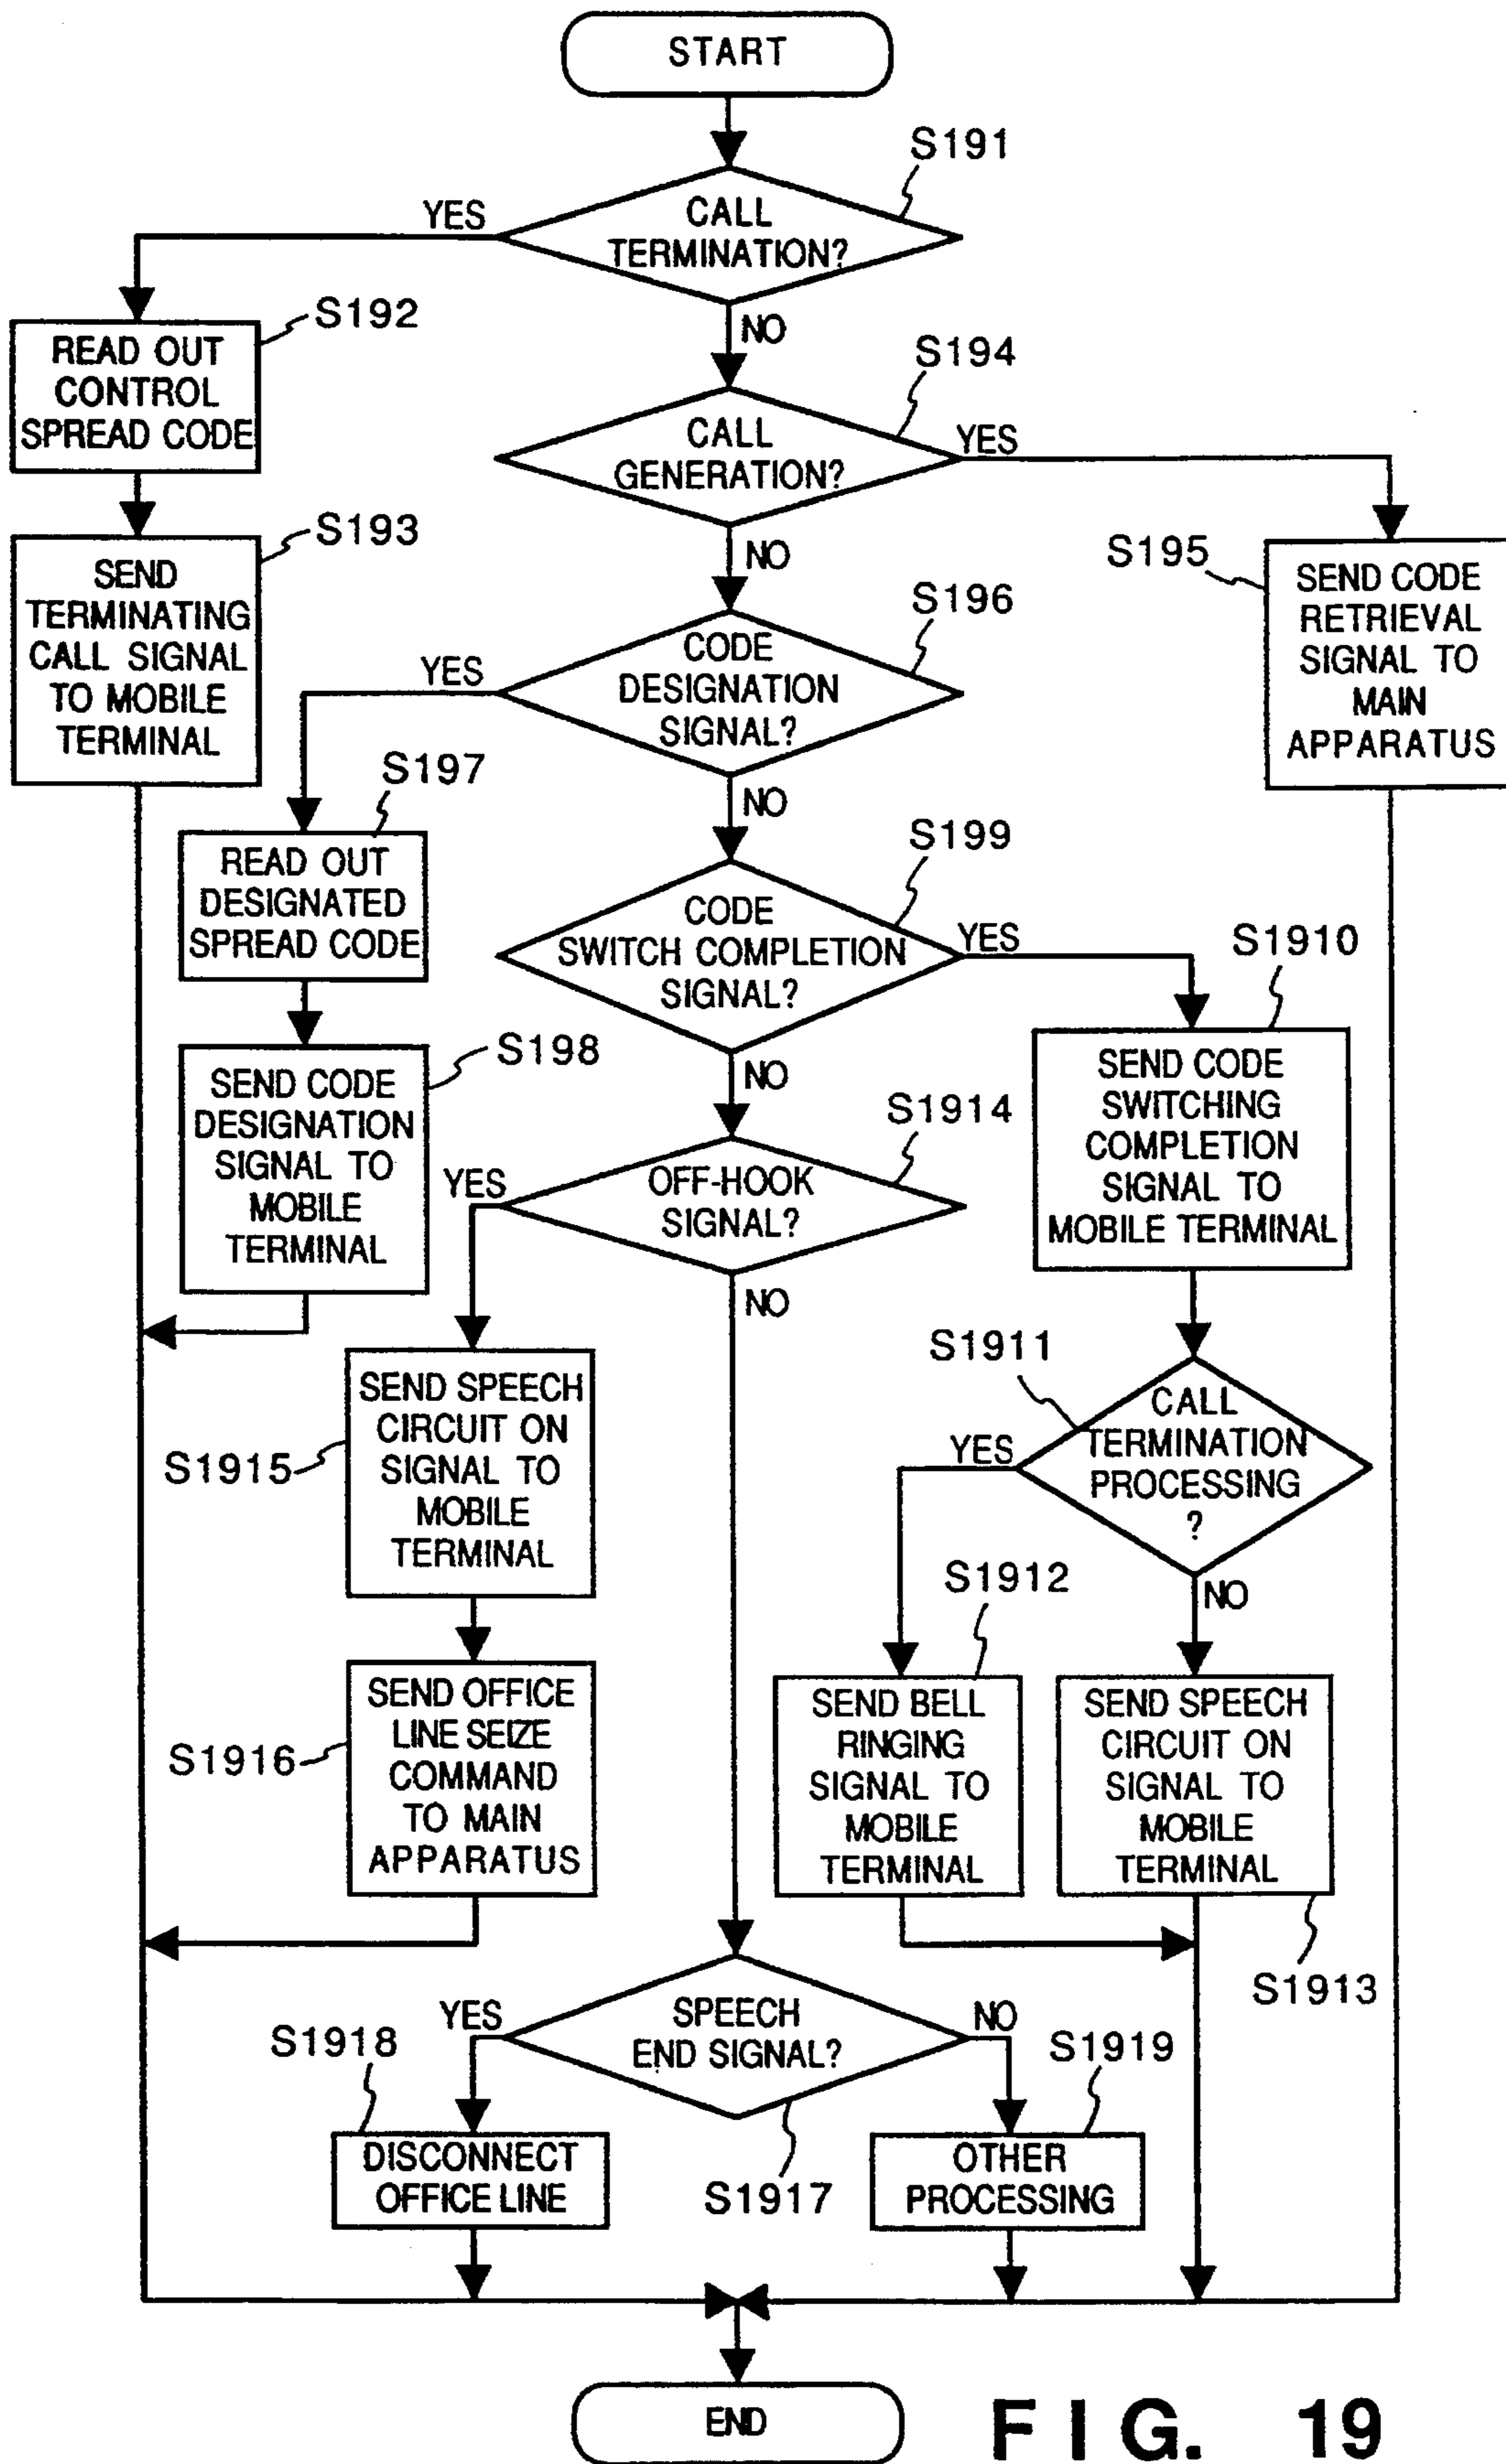 START
S191
YES
CALL
TERMINATION?
NO
S192
READ OUT
CONTROL
SPREAD CODE
S194
CALL
GENERATION?
YES
NO
S193
SEND
TERMINATING
CALL SIGNAL
TO MOBILE
TERMINAL
S195
SEND CODE
RETRIEVAL
SIGNAL TO
MAIN
APPARATUS
S196
YES
CODE
DESIGNATION
SIGNAL?
NO
S197
READ OUT
DESIGNATED
SPREAD CODE
S199
CODE
SWITCH COMPLETION
SIGNAL?
YES
NO
S198
SEND CODE
DESIGNATION
SIGNAL TO
MOBILE
TERMINAL
S1910
SEND CODE
SWITCHING
COMPLETION
SIGNAL TO
MOBILE TERMINAL
S1914
YES
OFF-HOOK
SIGNAL?
NO
S1911
YES
CALL
TERMINATION
PROCESSING
?
NO
S1915
SEND SPEECH
CIRCUIT ON
SIGNAL TO
MOBILE
TERMINAL
S1912
SEND BELL
RINGING
SIGNAL TO
MOBILE
TERMINAL
SEND SPEECH
CIRCUIT ON
SIGNAL TO
MOBILE
TERMINAL
S1913
S1916
SEND OFFICE
LINE SEIZE
COMMAND
TO MAIN
APPARATUS
YES
SPEECH
END SIGNAL?
NO
S1917
S1918
DISCONNECT
OFFICE LINE
S1919
OTHER
PROCESSING
END
FIG. 19